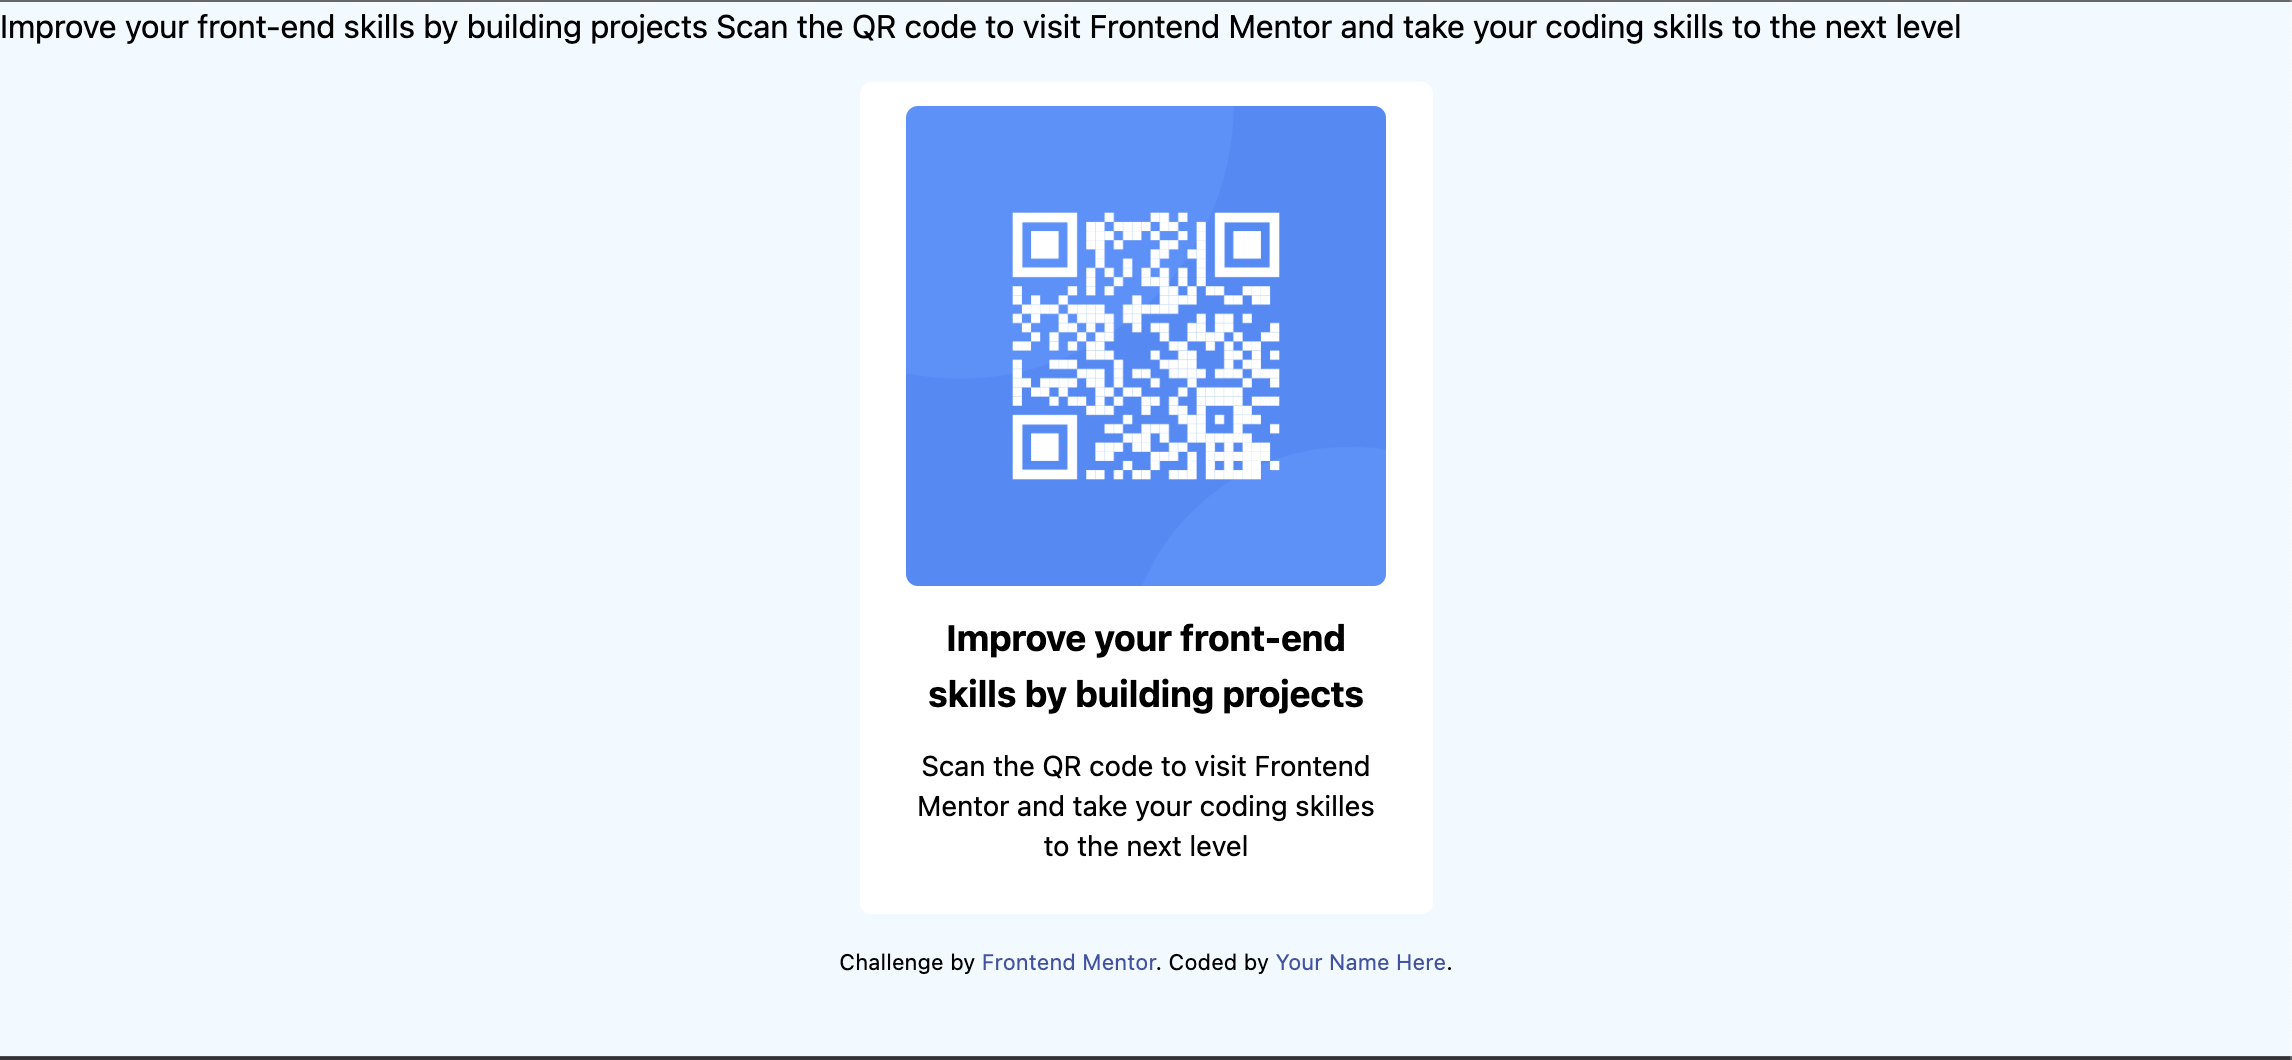 Improve your front-end skills by building projects Scan the QR code to visit Frontend Mentor and take your coding skills to the next level
Improve your front-end
skills by building projects
Scan the QR code to visit Frontend
Mentor and take your coding skilles
to the next level
Challenge by Frontend Mentor. Coded by Your Name Here.